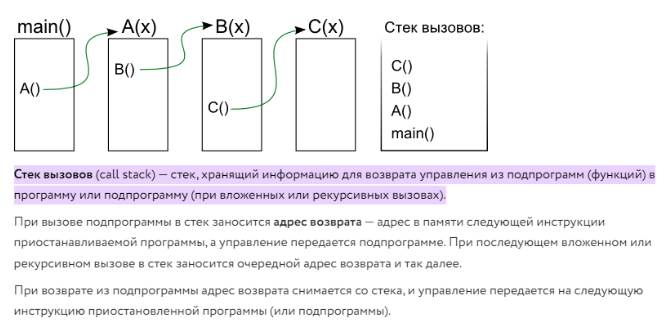 main() A(x) B(x) C(x) Стек вызовов:
C()
B()
A() B()
A()
C()
main()
Стек вызовов (call stack) — стек, хранящий информацию для возврата управления из подпрограмм (функций) в
программу или подпрограмму (при вложенных или рекурсивных вызовах).
При вызове подпрограммы в стек заносится адрес возврата — адрес в памяти следующей инструкции
приостанавливаемой программы, а управление передается подпрограмме. При последующем вложенном или
рекурсивном вызове в стек заносится очередной адрес возврата и так далее.
При возврате из подпрограммы адрес возврата снимается со стека, и управление передается на следующую
инструкцию приостановленной программы (или подпрограммы).